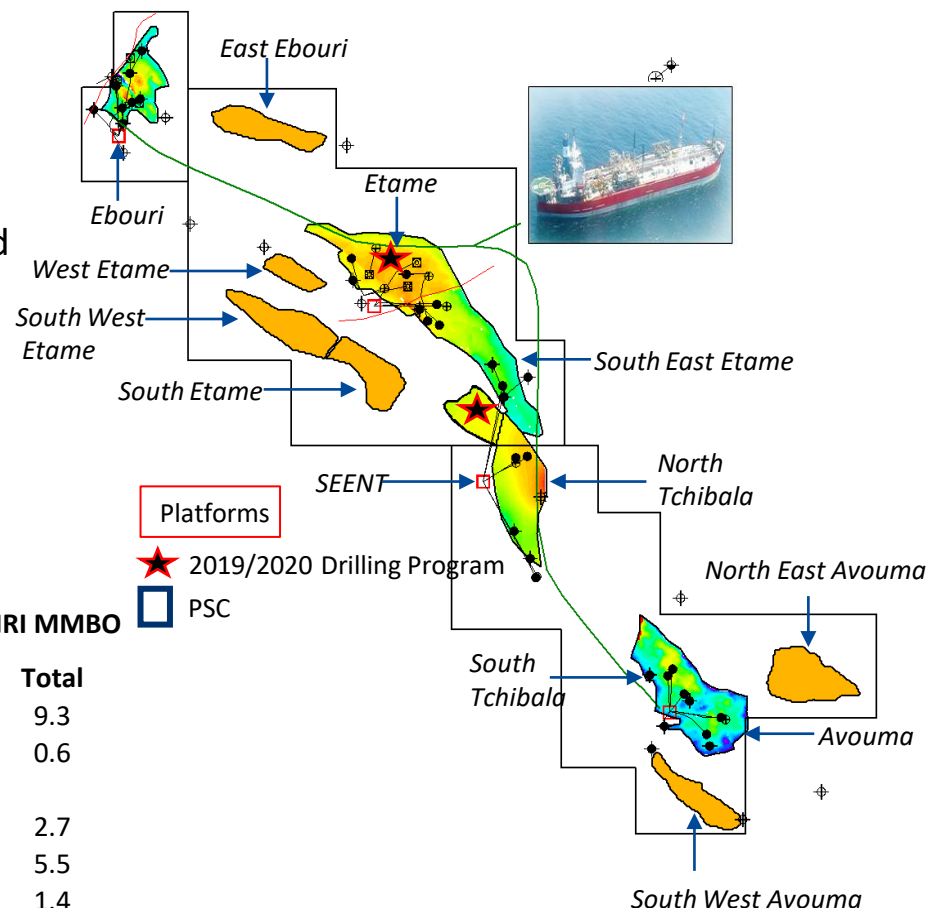 East Ebouri
Etame
Ebouri
d
West Etame
South West
Etame
South East Etame
South Etame
SEENT
North
Tchibala
Platforms
2019/2020 Drilling Program
PSC
North East Avouma
MMBO
Total
South
Tchibala
9.3
Avouma
0.6
2.7
5.5
1.4
South West Avouma